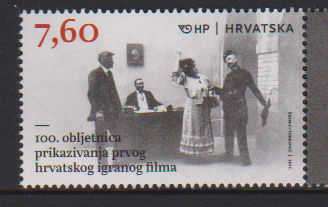 7,60
HP | HRVATSKA
100. obljetnica
prikazivanja prvog
hrvatskog igranog filma